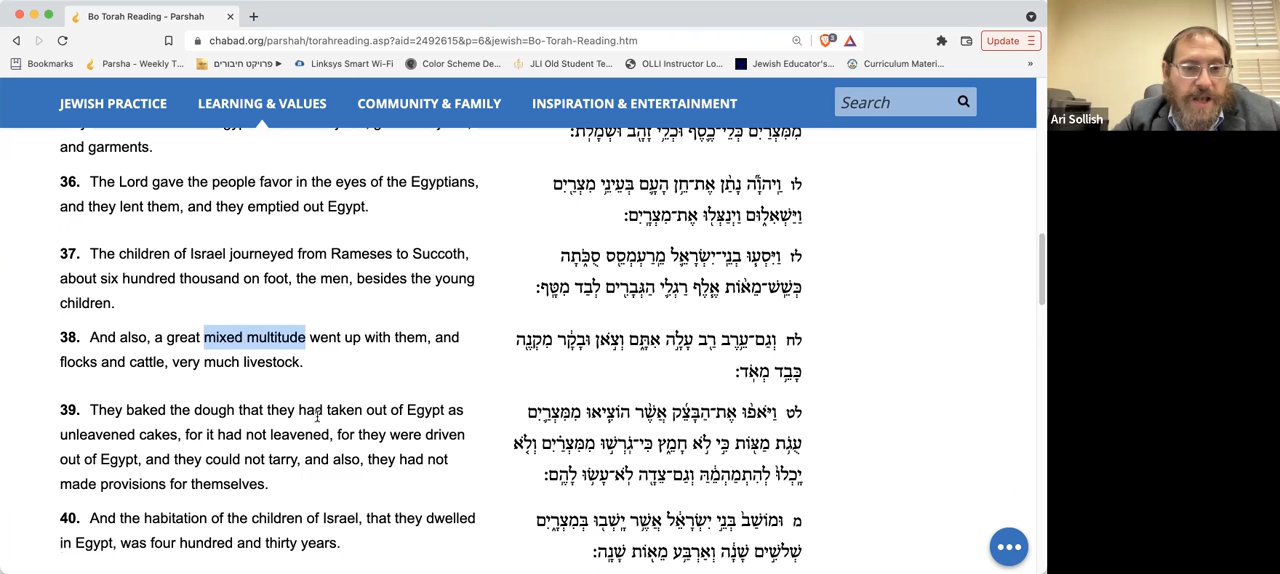 Bo Torah Reading - Parshah
chabad.org/parshah/torahreading.asp?aid=2492615&p=6&jewish=Bo-Torah-Reading.htm
Update
Bookmarks
Parsha - Weekly T...
פרויקט חיבורים
Linksys Smart Wi-Fi
Color Scheme De...
JLI Old Student Te...
OLLI Instructor Lo...
Jewish Educator's...
Curriculum Materi...
»
JEWISH PRACTICE
LEARNING & VALUES
COMMUNITY & FAMILY
INSPIRATION & ENTERTAINMENT
Search
Ari Sollish
and garments.
מִמִּצְרַ֛יִם כְּלֵי־כֶ֛סֶף וּכְלֵ֥י זָהָ֖ב וּשְׂמָלֹֽת:
36. The Lord gave the people favor in the eyes of the Egyptians,
and they lent them, and they emptied out Egypt.
לו וַֽיהֹוָ֞ה נָתַ֨ן אֶת־חֵ֥ן הָעָ֛ם בְּעֵינֵ֥י מִצְרַ֖יִם
וַיַּשְׁאִל֑וּם וַיְנַצְּל֖וּ אֶת־מִצְרָֽיִם:
37. The children of Israel journeyed from Rameses to Succoth,
about six hundred thousand on foot, the men, besides the young
children.
לז וַיִּסְע֧וּ בְנֵֽי־יִשְׂרָאֵ֛ל מֵֽרַעְמְסֵ֖ס סֻכֹּ֑תָה
כְּשֵֽׁשׁ־מֵא֨וֹת אֶ֧לֶף רַגְלִ֛י הַגְּבָרִ֖ים לְבַ֥ד מִטָּֽף:
38. And also, a great mixed multitude went up with them, and
flocks and cattle, very much livestock.
לח וְגַם־עֵ֥רֶב רַ֖ב עָלָ֣ה אִתָּ֑ם וְצֹ֣אן וּבָקָ֔ר מִקְנֶ֖ה
כָּבֵ֥ד מְאֹֽד:
39. They baked the dough that they had taken out of Egypt as
unleavened cakes, for it had not leavened, for they were driven
out of Egypt, and they could not tarry, and also, they had not
made provisions for themselves.
לט וַיֹּאפ֨וּ אֶת־הַבָּצֵ֜ק אֲשֶׁ֨ר הוֹצִ֧יאוּ מִמִּצְרַ֛יִם
עֻגֹ֥ת מַצּ֖וֹת כִּ֣י לֹ֣א חָמֵ֑ץ כִּי־גֹֽרְשׁ֣וּ מִמִּצְרַ֗יִם וְלֹ֤א
יָֽכְלוּ֙ לְהִתְמַהְמֵ֔הַּ וְגַם־צֵדָ֖ה לֹֽא־עָשׂ֥וּ לָהֶֽם:
40. And the habitation of the children of Israel, that they dwelled
in Egypt, was four hundred and thirty years.
מ וּמוֹשַׁב֙ בְּנֵ֣י יִשְׂרָאֵ֔ל אֲשֶׁ֥ר יָֽשְׁב֖וּ בְּמִצְרָ֑יִם
שְׁלשִׁ֣ים שָׁנָ֔ה וְאַרְבַּ֥ע מֵא֖וֹת שָׁנָֽה: